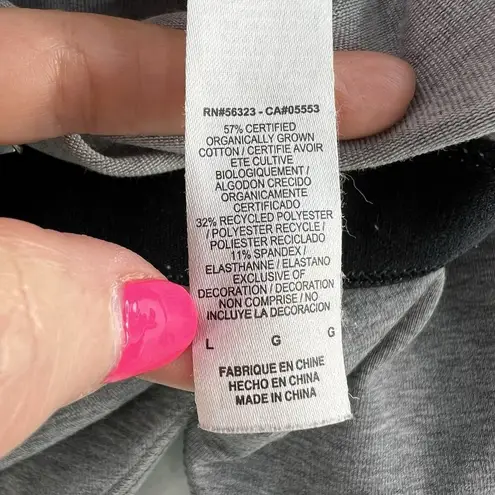 RN#56323 - CA#05553
57% CERTIFIED
ORGANICALLY GROWN
COTTON / CERTIFIE AVOIR
ETE CULTIVE
BIOLOGIQUEMENT /
ALGODON CRECIDO
ORGANICAMENTE
CERTIFICADO
32% RECYCLED POLYESTER
/ POLYESTER RECYCLE /
POLIESTER RECICLADO
11% SPANDEX /
ELASTHANNE / ELASTANO
EXCLUSIVE OF
DECORATION / DECORATION
NON COMPRISE / NO
INCLUYE LA DECORACION
L G G
FABRIQUE EN CHINE
HECHO EN CHINA
MADE IN CHINA